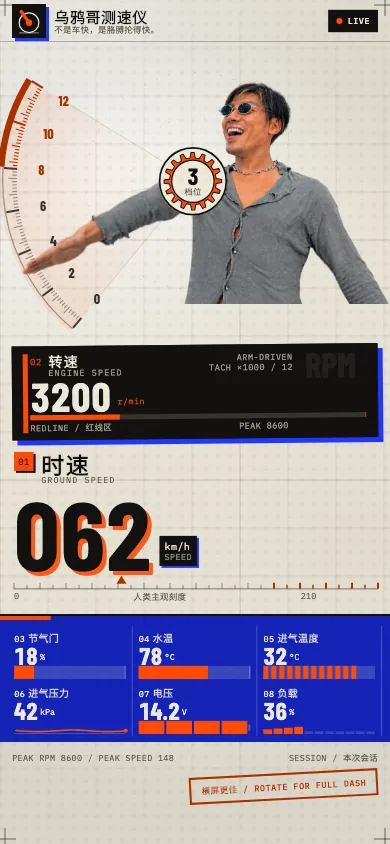 乌鸦哥测速仪
不是车快，是胳膊抡得快。
LIVE
12
10
8
6
4
2
0
3
档位
02 转速
ENGINE SPEED
ARM-DRIVEN
TACH ×1000 / 12
RPM
3200 r/min
REDLINE / 红线区 PEAK 8600
01 时速
GROUND SPEED
062 km/h
SPEED
0 人类主观刻度 210
03 节气门 04 水温 05 进气温度
18% 78°C 32°C
06 进气压力 07 电压 08 负载
42kPa 14.2V 36%
PEAK RPM 8600 / PEAK SPEED 148 SESSION / 本次会话
横屏更佳 / ROTATE FOR FULL DASH